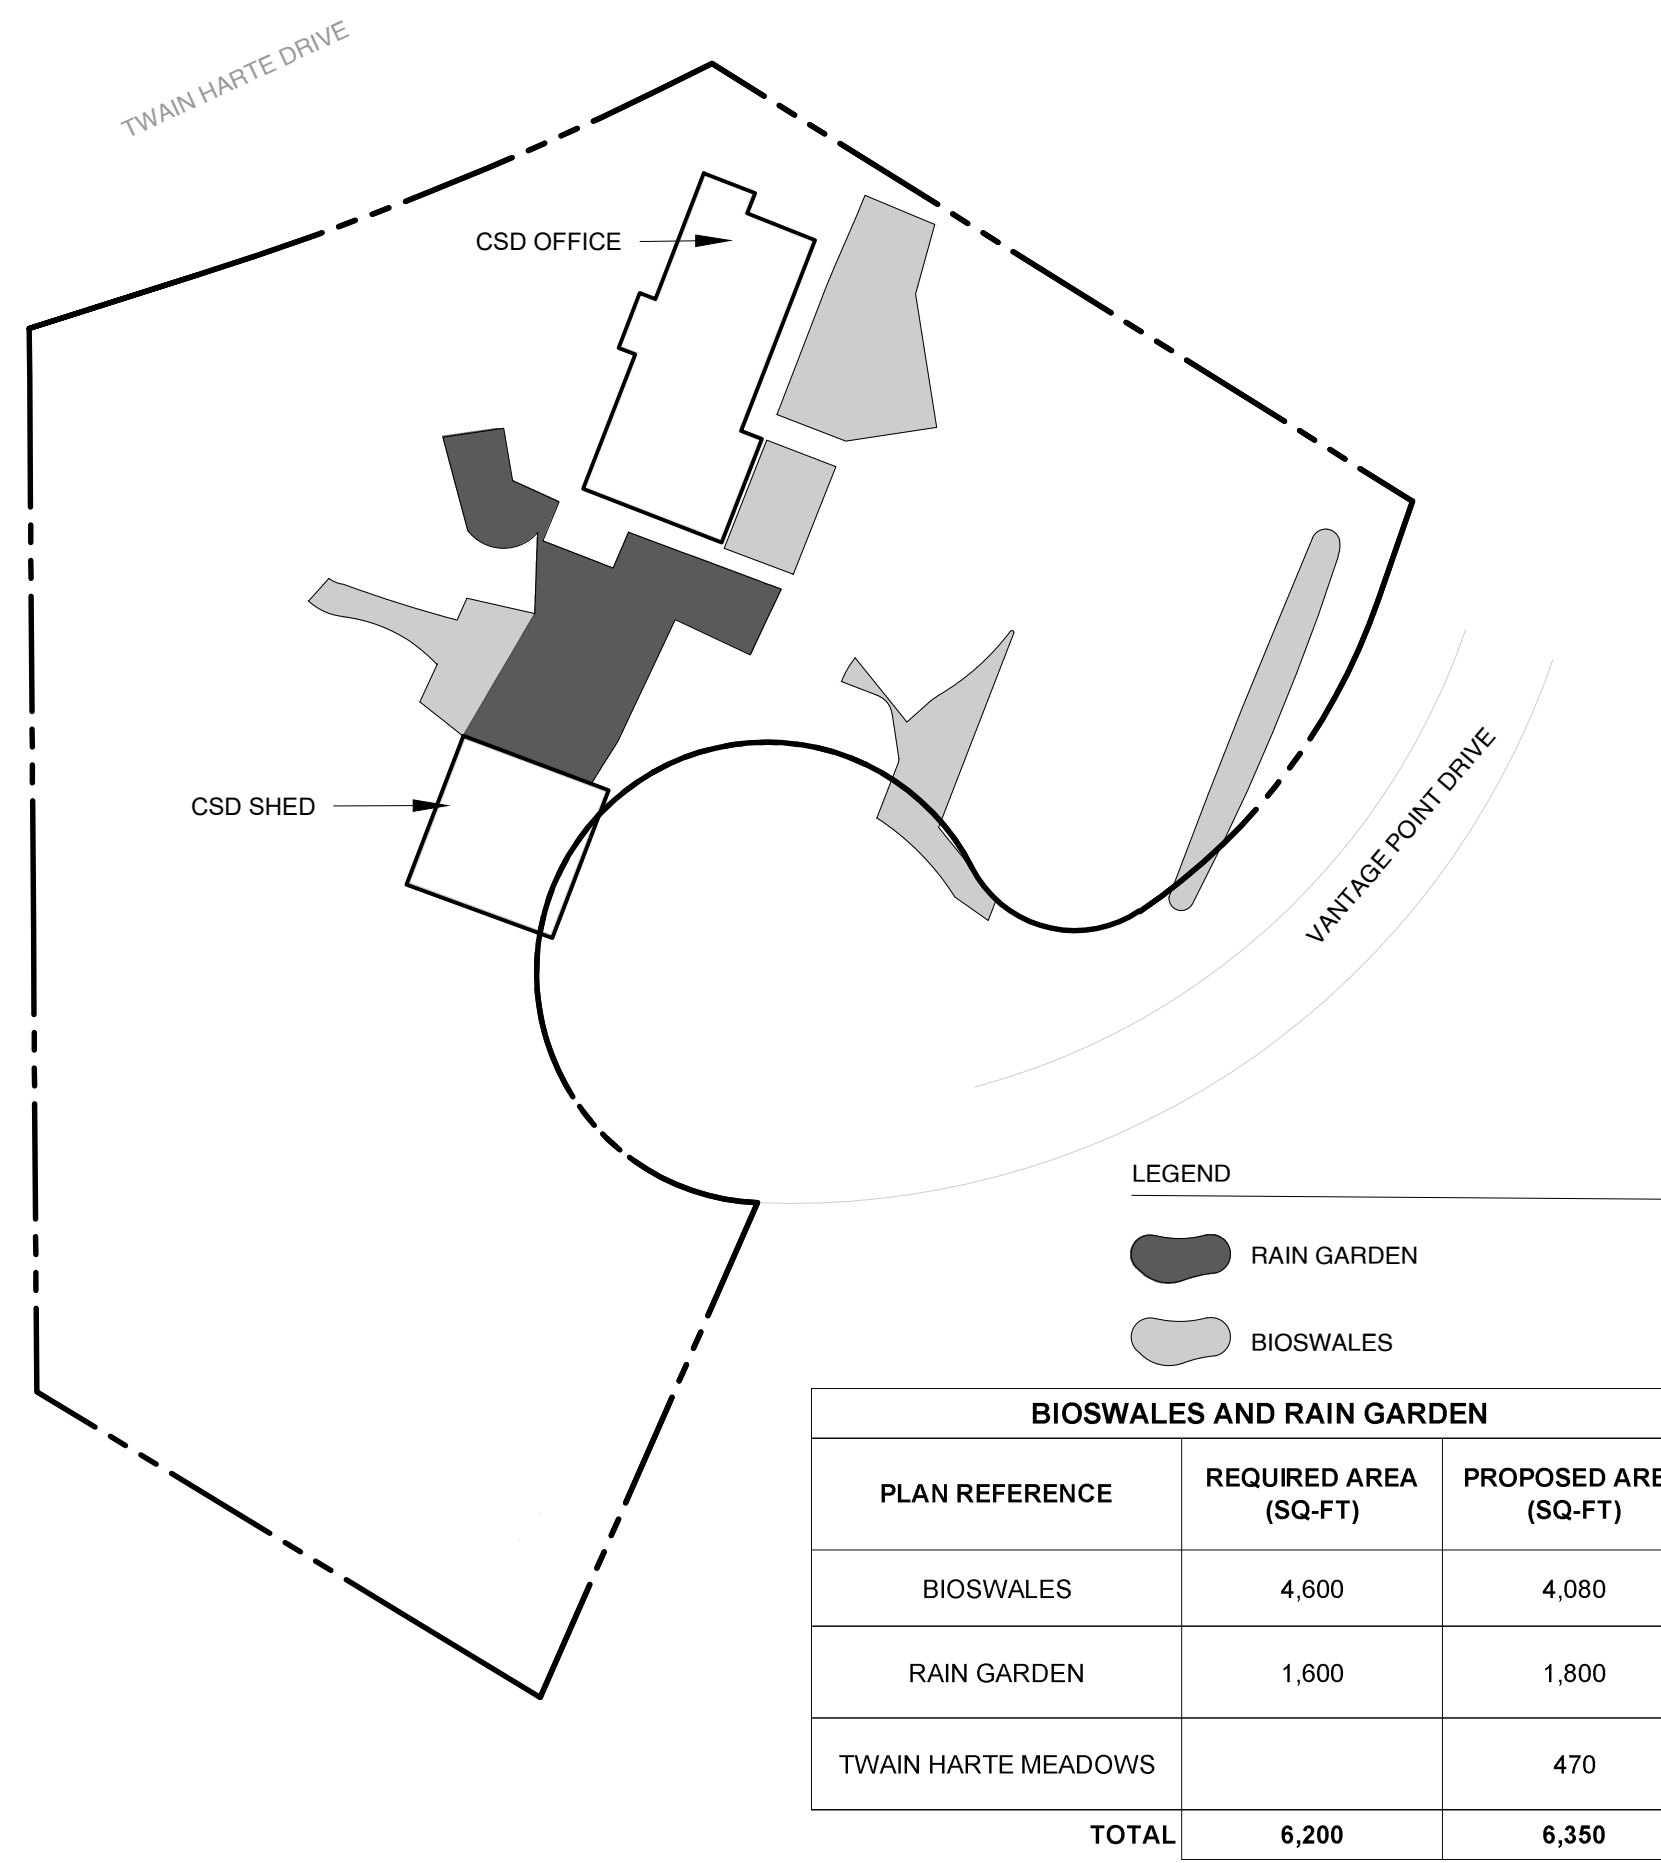 TWAIN HARTE DRIVE
CSD OFFICE
CSD SHED
VANTAGE POINT DRIVE
LEGEND
RAIN GARDEN
BIOSWALES
BIOSWALES AND RAIN GARDEN
PLAN REFERENCE
REQUIRED AREA
(SQ-FT)
PROPOSED ARE
(SQ-FT)
BIOSWALES 4,600 4,080
RAIN GARDEN 1,600 1,800
TWAIN HARTE MEADOWS 470
TOTAL 6,200 6,350